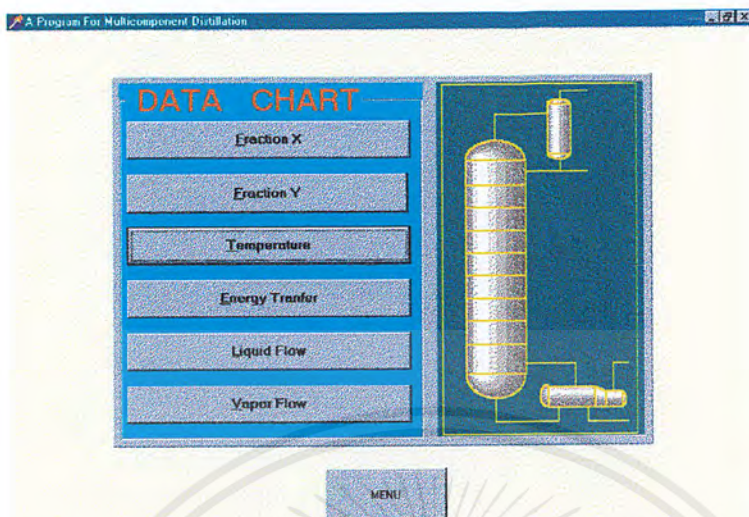 A Program For Multicomponent Distillation
DATA CHART
Fraction X
Fraction Y
Temperature
Energy Tranfer
Liquid Flow
Vapor Flow
MENU